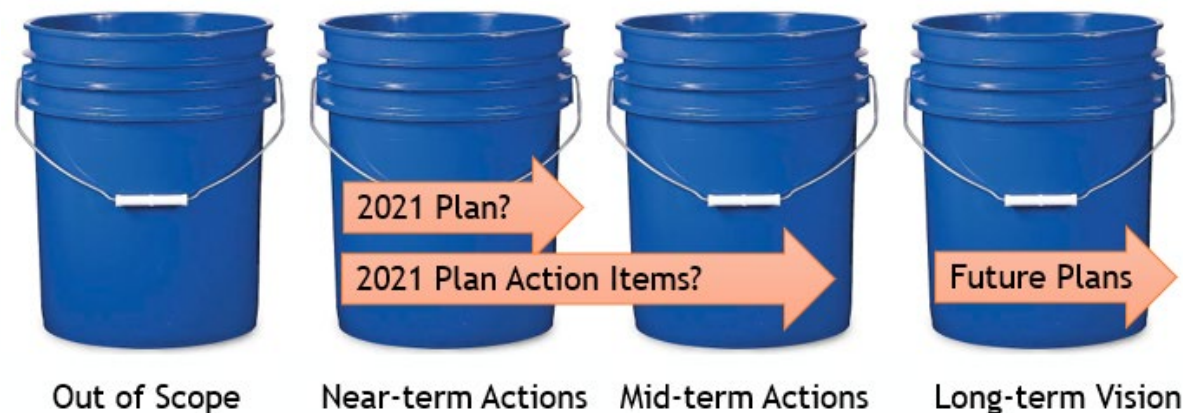 2021 Plan?
2021 Plan Action Items?
Future Plans
Out of Scope
Near-term Actions
Mid-term Actions
Long-term Vision